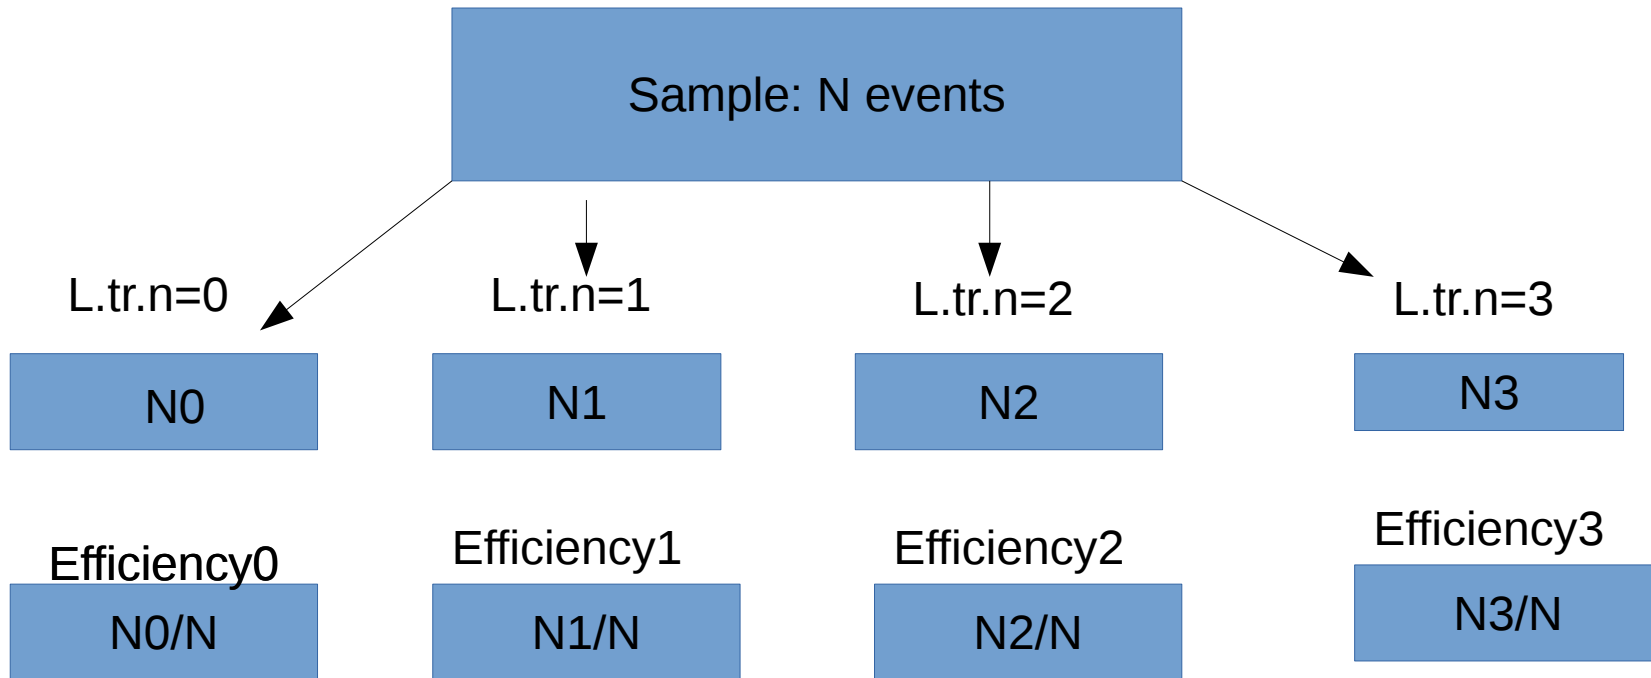 Sample: N events
L.tr.n=0
L.tr.n=1
L.tr.n=2
L.tr.n=3
N0
N1
N2
N3
Efficiency0
Efficiency1
Efficiency2
Efficiency3
N0/N
N1/N
N2/N
N3/N